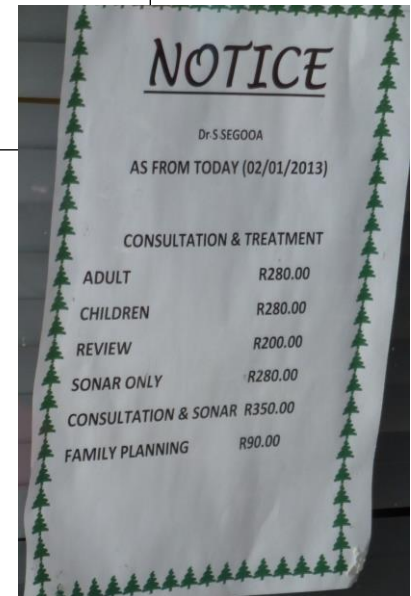 NOTICE
Dr S SEGOOA
AS FROM TODAY (02/01/2013)
CONSULTATION & TREATMENT
ADULT R280.00
CHILDREN R280.00
REVIEW R200.00
SONAR ONLY R280.00
CONSULTATION & SONAR R350.00
FAMILY PLANNING R90.00